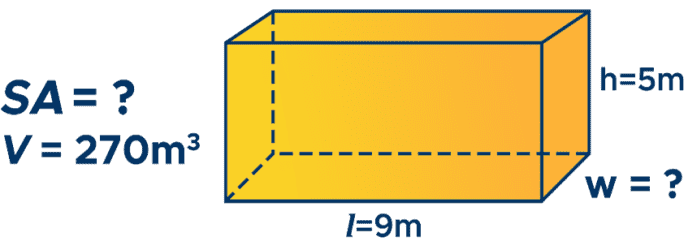 SA = ?
V = 270m³
h=5m
w = ?
l=9m